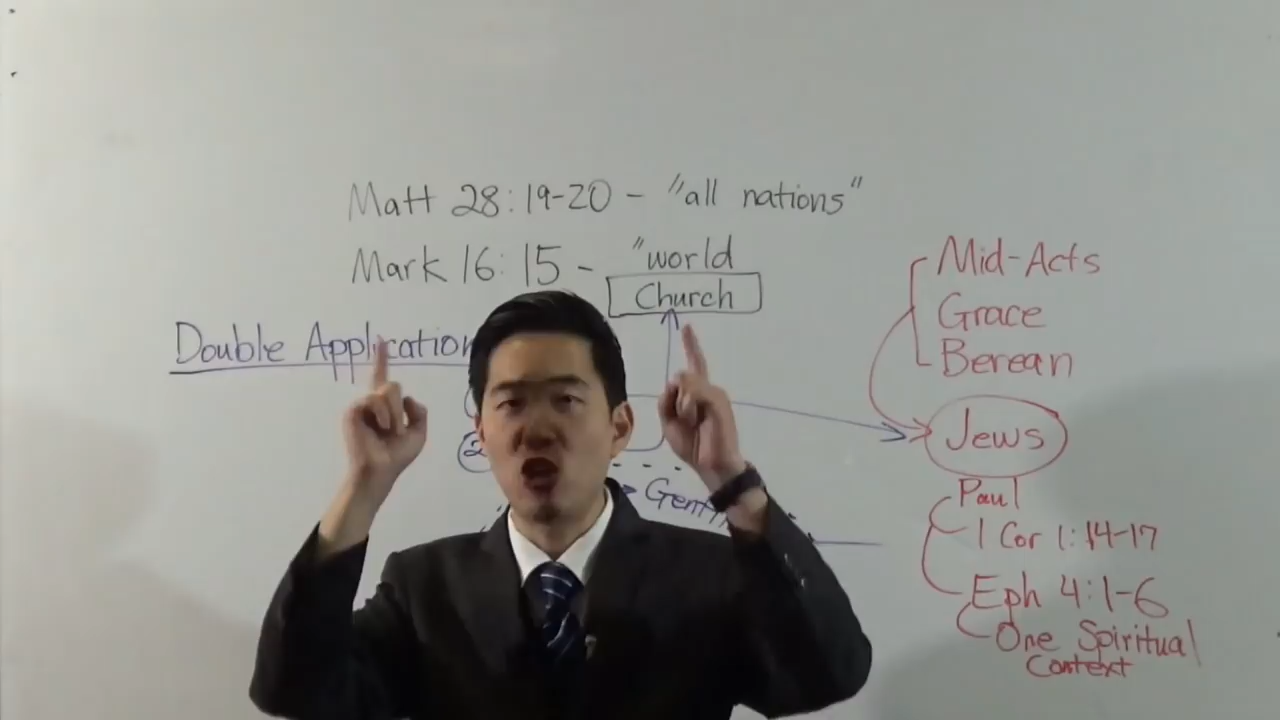 Matt 28:19-20 - "all nations"
Mark 16:15 - "world
Church
Double Application
2
Mid-Acts
Grace
Berean
Jews
Paul
1 Cor 1:14-17
Eph 4:1-6
One Spiritual
Context